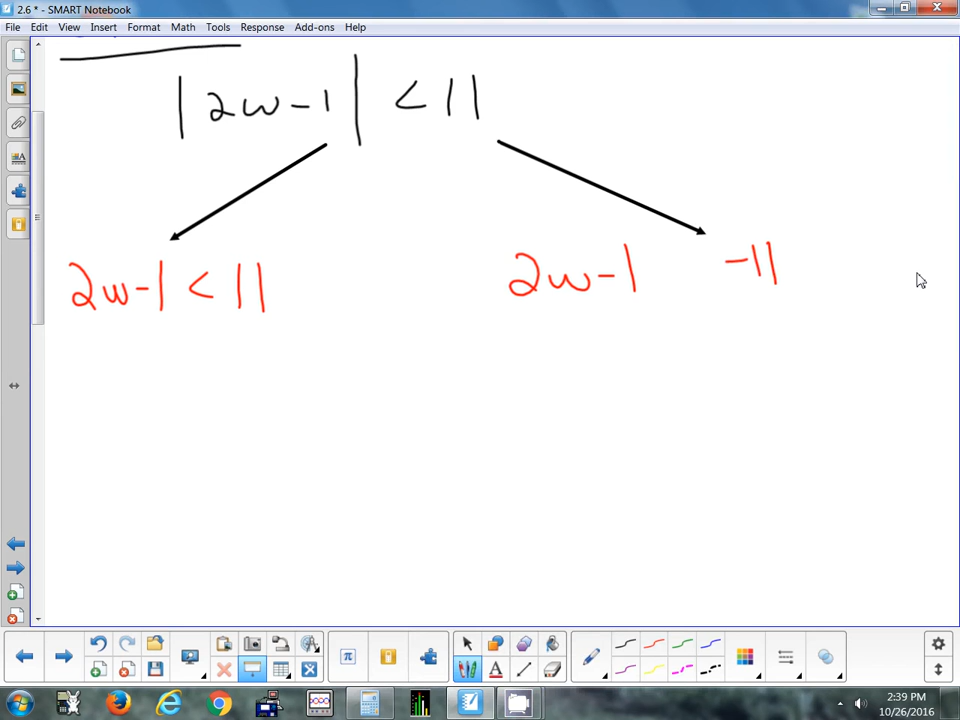 2.6 * - SMART Notebook
File Edit View Insert Format Math Tools Response Add-ons Help
|2w-1| < 11
2w-1 < 11
2w-1 -11
A
π
2:39 PM
10/26/2016